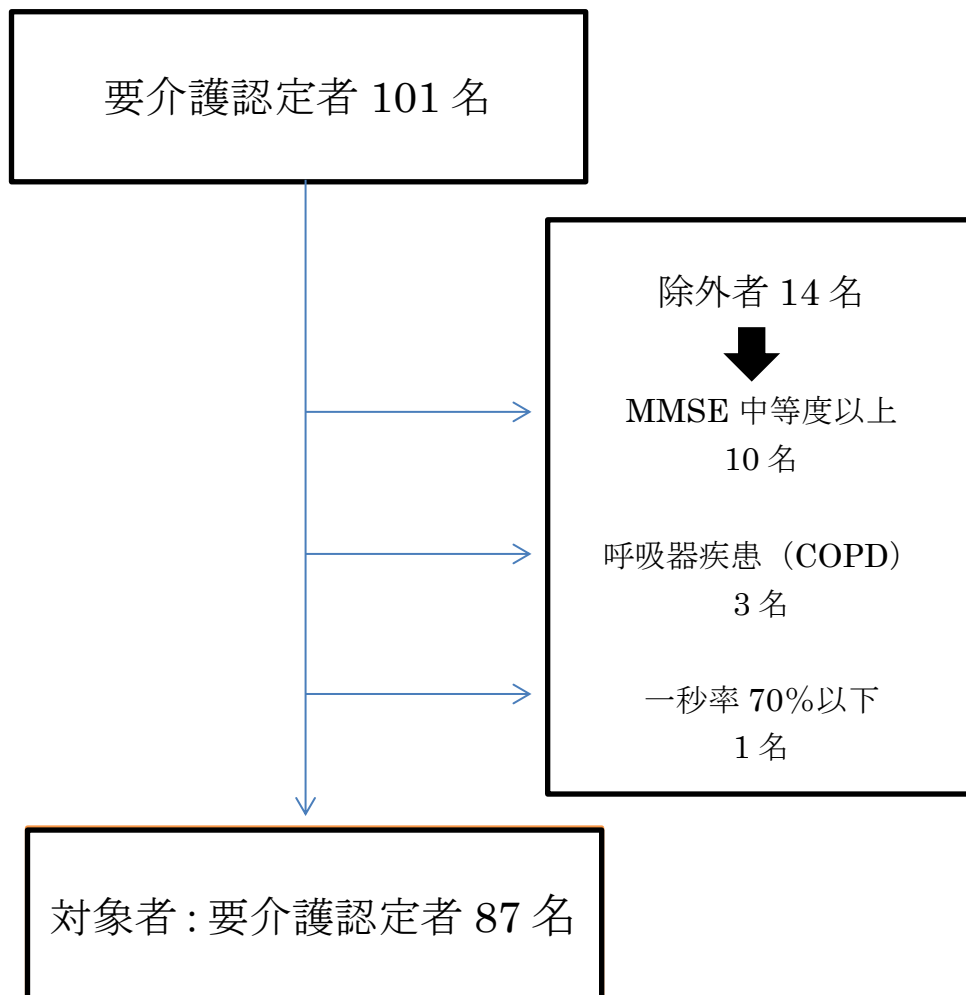 要介護認定者 101 名
除外者 14 名
MMSE 中等度以上
10 名
呼吸器疾患（COPD）
3 名
一秒率 70%以下
1 名
対象者 : 要介護認定者 87 名